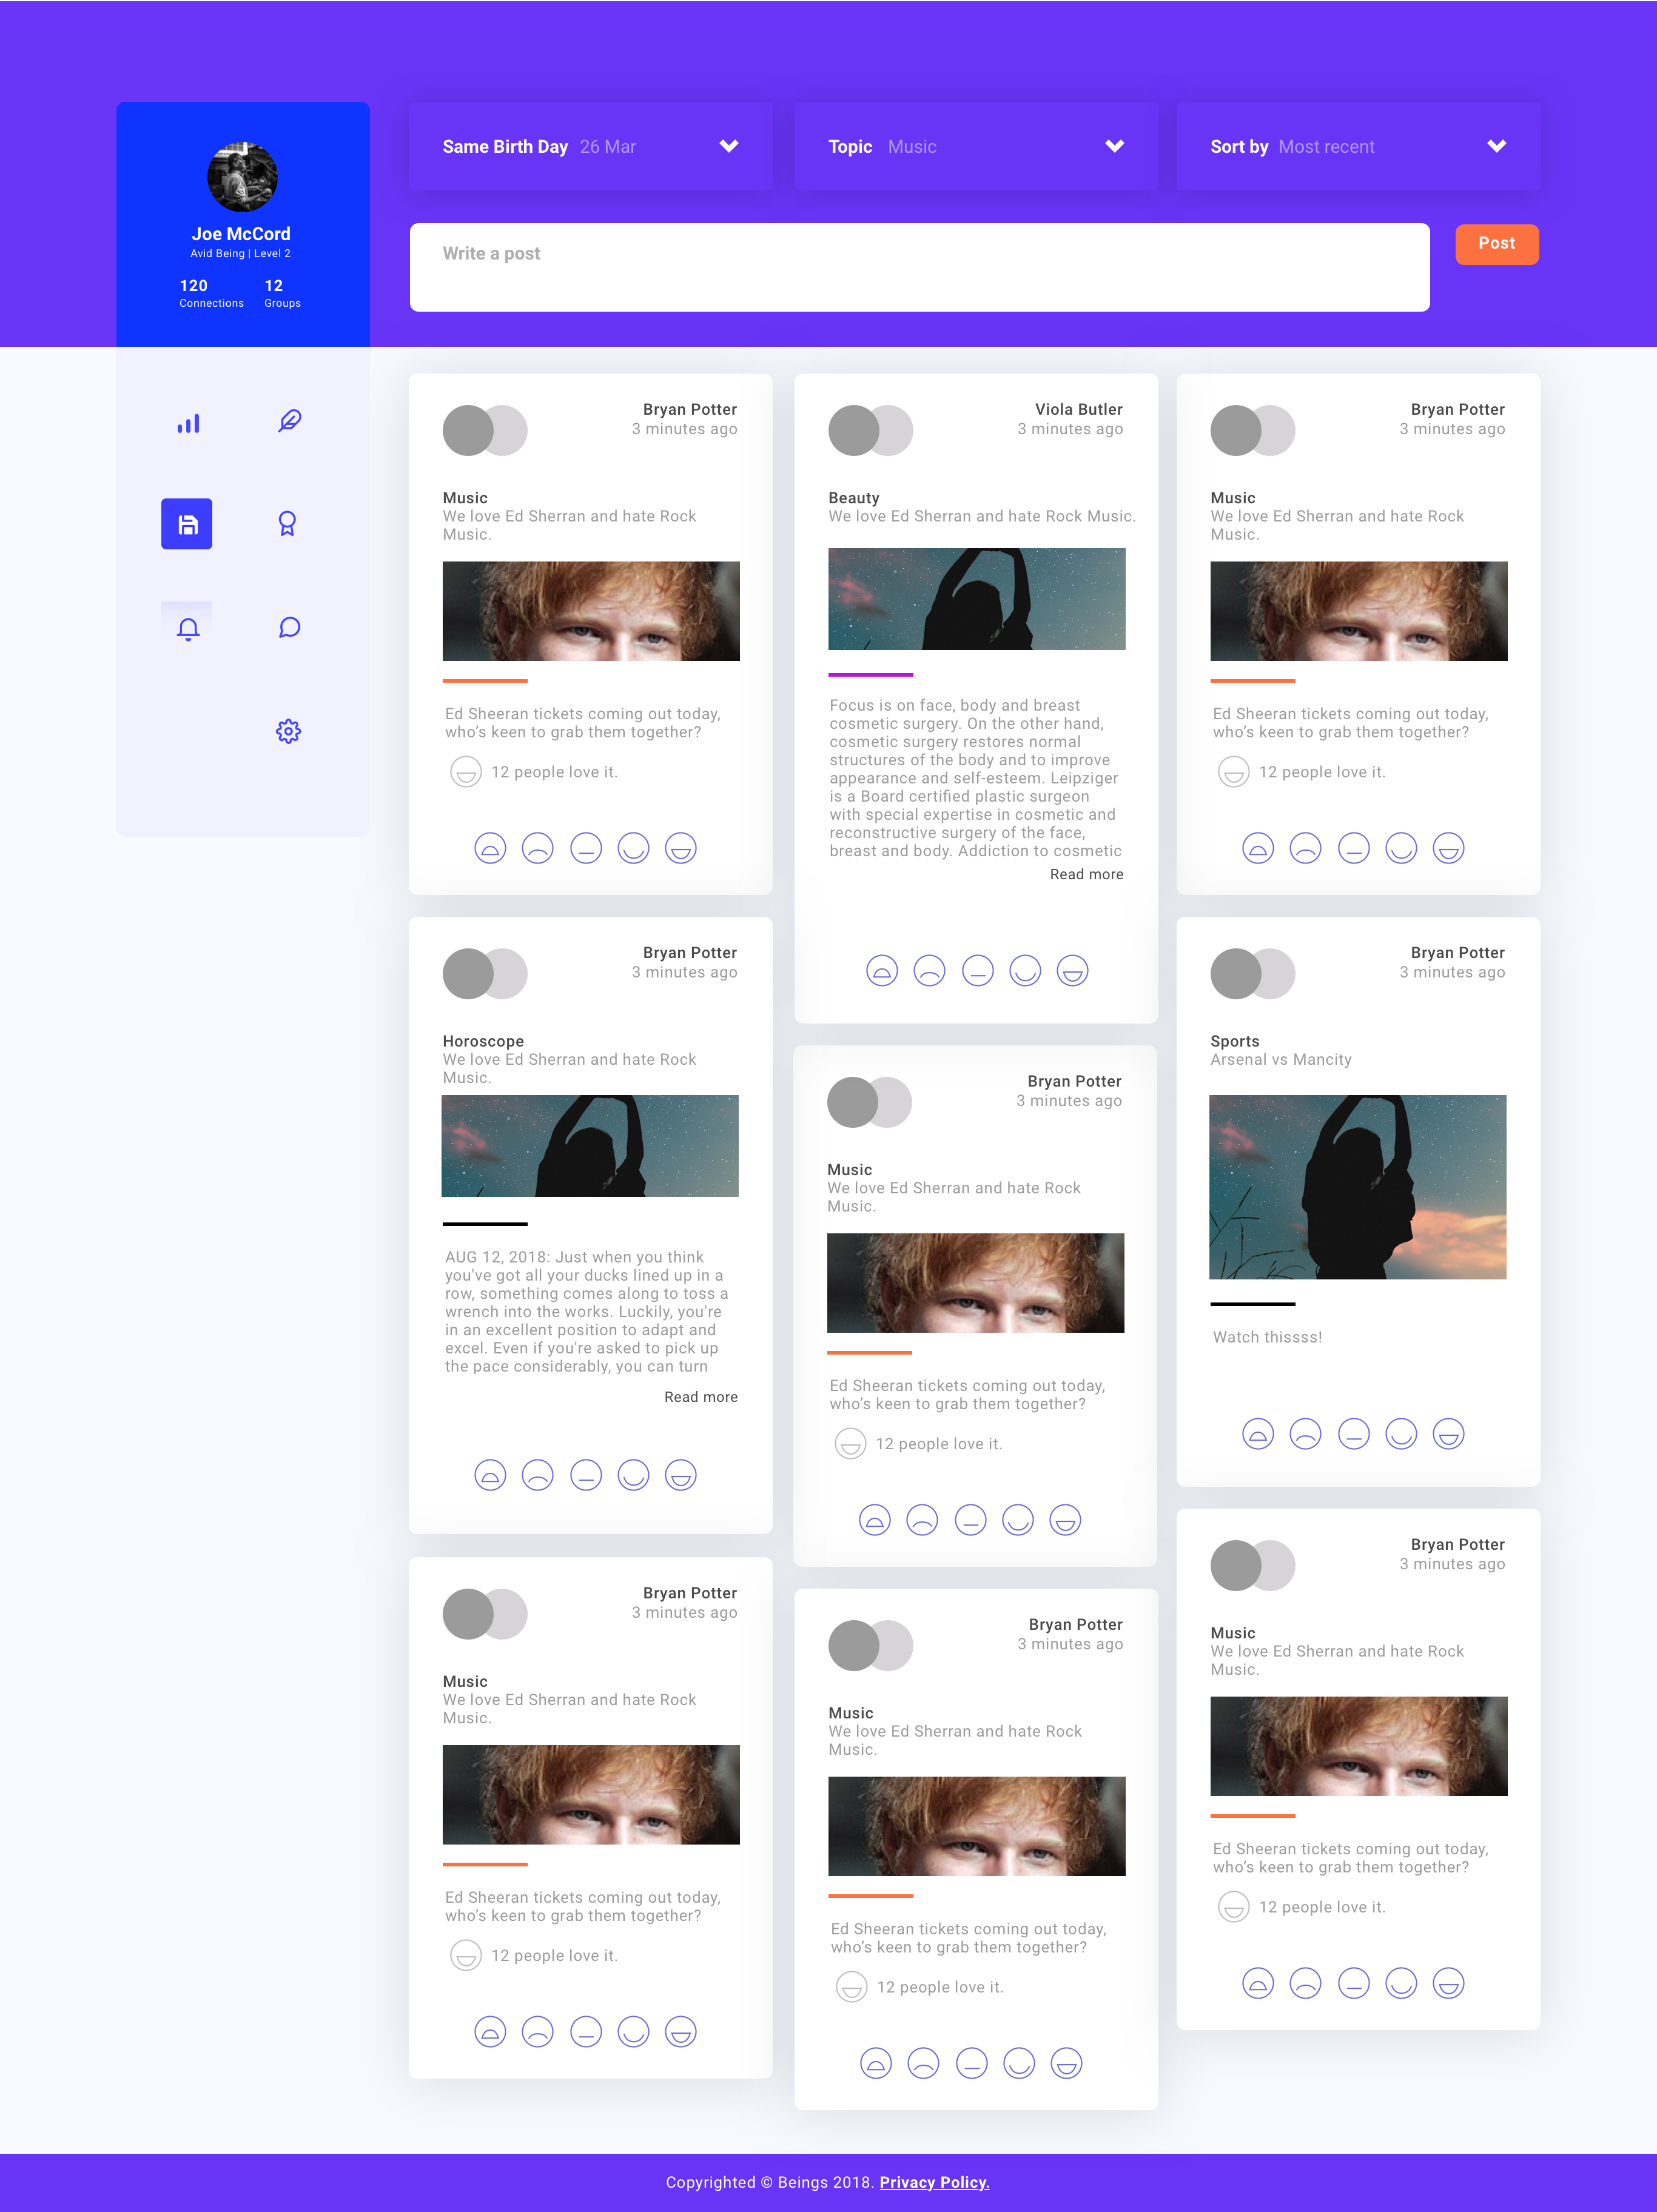 Joe McCord
Avid Being | Level 2
120
Connections
12
Groups
Same Birth Day 26 Mar
Topic Music
Sort by Most recent
Write a post
Post
Bryan Potter
3 minutes ago
Music
We love Ed Sherran and hate Rock
Music.
Ed Sheeran tickets coming out today,
who’s keen to grab them together?
12 people love it.
Viola Butler
3 minutes ago
Beauty
We love Ed Sherran and hate Rock Music.
Focus is on face, body and breast
cosmetic surgery. On the other hand,
cosmetic surgery restores normal
structures of the body and to improve
appearance and self-esteem. Leipziger
is a Board certified plastic surgeon
with special expertise in cosmetic and
reconstructive surgery of the face,
breast and body. Addiction to cosmetic
Read more
Bryan Potter
3 minutes ago
Music
We love Ed Sherran and hate Rock
Music.
Ed Sheeran tickets coming out today,
who’s keen to grab them together?
12 people love it.
Bryan Potter
3 minutes ago
Horoscope
We love Ed Sherran and hate Rock
Music.
AUG 12, 2018: Just when you think
you've got all your ducks lined up in a
row, something comes along to toss a
wrench into the works. Luckily, you're
in an excellent position to adapt and
excel. Even if you're asked to pick up
the pace considerably, you can turn
Read more
Bryan Potter
3 minutes ago
Music
We love Ed Sherran and hate Rock
Music.
Ed Sheeran tickets coming out today,
who’s keen to grab them together?
12 people love it.
Bryan Potter
3 minutes ago
Sports
Arsenal vs Mancity
Watch thissss!
Bryan Potter
3 minutes ago
Music
We love Ed Sherran and hate Rock
Music.
Ed Sheeran tickets coming out today,
who’s keen to grab them together?
12 people love it.
Bryan Potter
3 minutes ago
Music
We love Ed Sherran and hate Rock
Music.
Ed Sheeran tickets coming out today,
who’s keen to grab them together?
12 people love it.
Bryan Potter
3 minutes ago
Music
We love Ed Sherran and hate Rock
Music.
Ed Sheeran tickets coming out today,
who’s keen to grab them together?
12 people love it.
Copyrighted © Beings 2018. Privacy Policy.